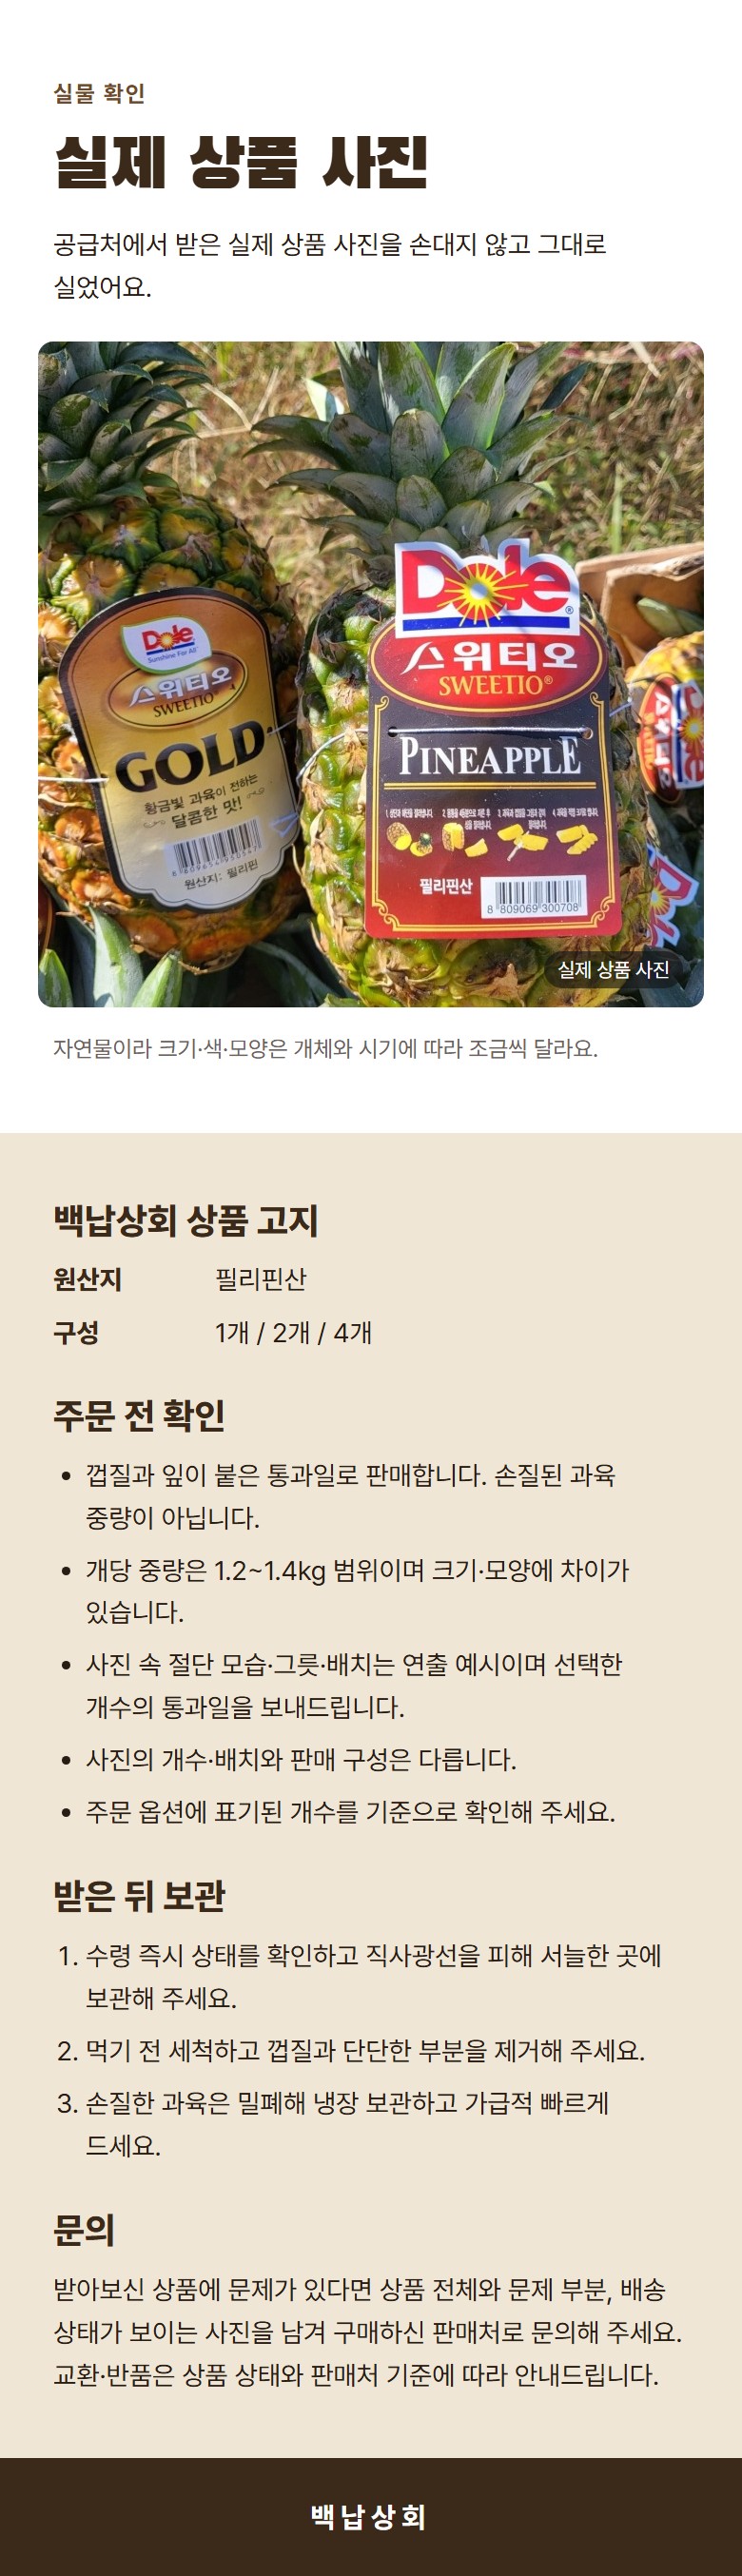 실물 확인
실제 상품 사진
공급처에서 받은 실제 상품 사진을 손대지 않고 그대로
실었어요.
Dole
Sunshine For All
스위티오
SWEETIO
GOLD
황금빛 과육이 전하는
달콤한 맛!
원산지: 필리핀
Dole
스위티오
SWEETIO®
PINEAPPLE
필리핀산
8 809069 300708
실제 상품 사진
자연물이라 크기·색·모양은 개체와 시기에 따라 조금씩 달라요.
백납상회 상품 고지
원산지 필리핀산
구성 1개 / 2개 / 4개
주문 전 확인
• 껍질과 잎이 붙은 통과일로 판매합니다. 손질된 과육
중량이 아닙니다.
• 개당 중량은 1.2~1.4kg 범위이며 크기·모양에 차이가
있습니다.
• 사진 속 절단 모습·그릇·배치는 연출 예시이며 선택한
개수의 통과일을 보내드립니다.
• 사진의 개수·배치와 판매 구성은 다릅니다.
• 주문 옵션에 표기된 개수를 기준으로 확인해 주세요.
받은 뒤 보관
1. 수령 즉시 상태를 확인하고 직사광선을 피해 서늘한 곳에
보관해 주세요.
2. 먹기 전 세척하고 껍질과 단단한 부분을 제거해 주세요.
3. 손질한 과육은 밀폐해 냉장 보관하고 가급적 빠르게
드세요.
문의
받아보신 상품에 문제가 있다면 상품 전체와 문제 부분, 배송
상태가 보이는 사진을 남겨 구매하신 판매처로 문의해 주세요.
교환·반품은 상품 상태와 판매처 기준에 따라 안내드립니다.
백납상회